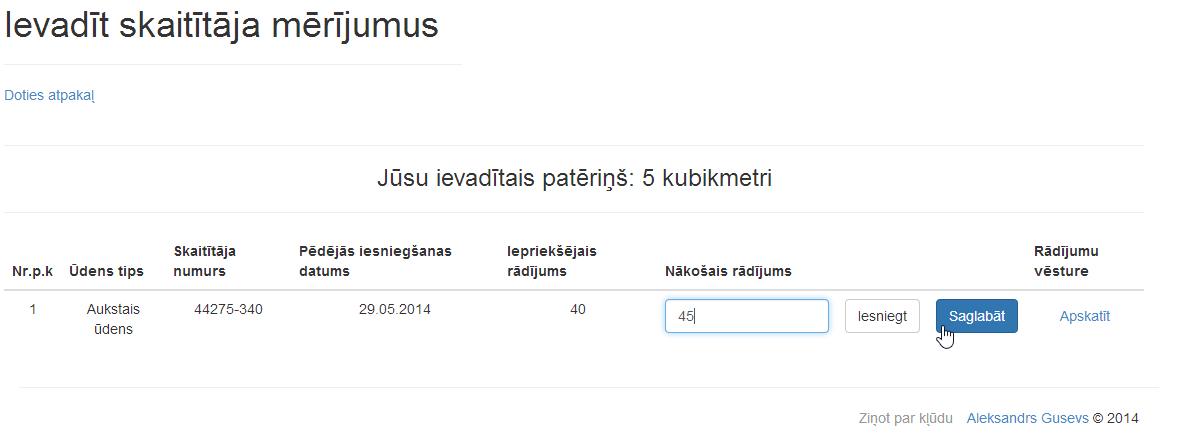 Ievadīt skaitītāja mērījumus
Doties atpakaļ
Jūsu ievadītais patēriņš: 5 kubikmetri
Nr.p.k Ūdens tips Skaitītāja numurs Pēdējās iesniegšanas datums Iepriekšējais rādījums Nākošais rādījums Rādījumu vēsture
1 Aukstais ūdens 44275-340 29.05.2014 40 45 Iesniegt Saglabāt Apskatīt
Ziņot par kļūdu Aleksandrs Gusevs © 2014